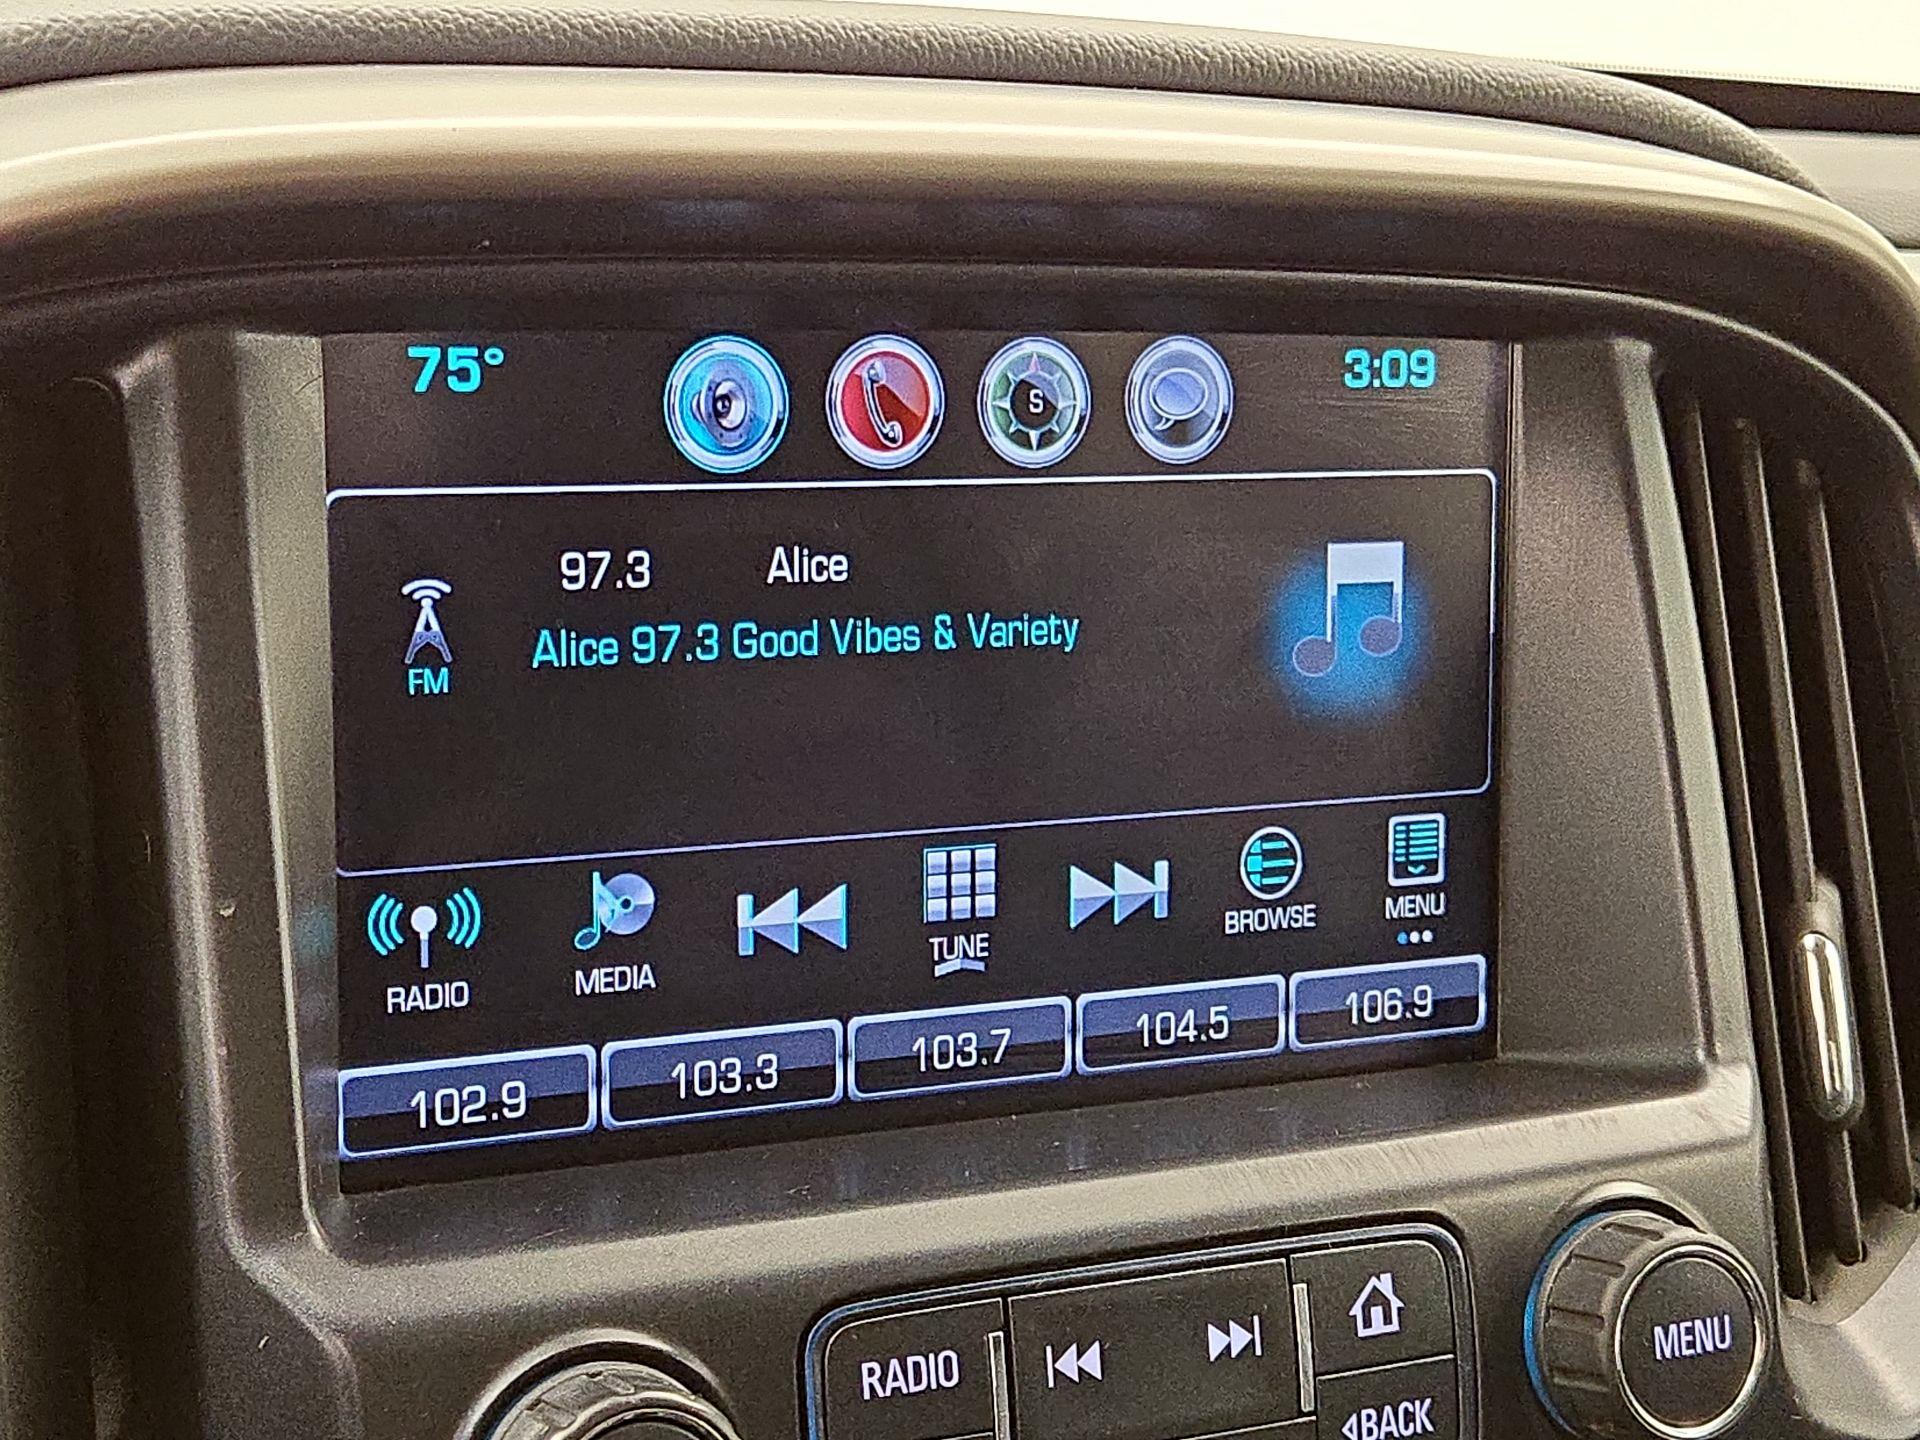 75° 3:09
S
97.3 Alice
Alice 97.3 Good Vibes & Variety
FM
RADIO MEDIA TUNE BROWSE MENU
102.9 103.3 103.7 104.5 106.9
RADIO
MENU
BACK